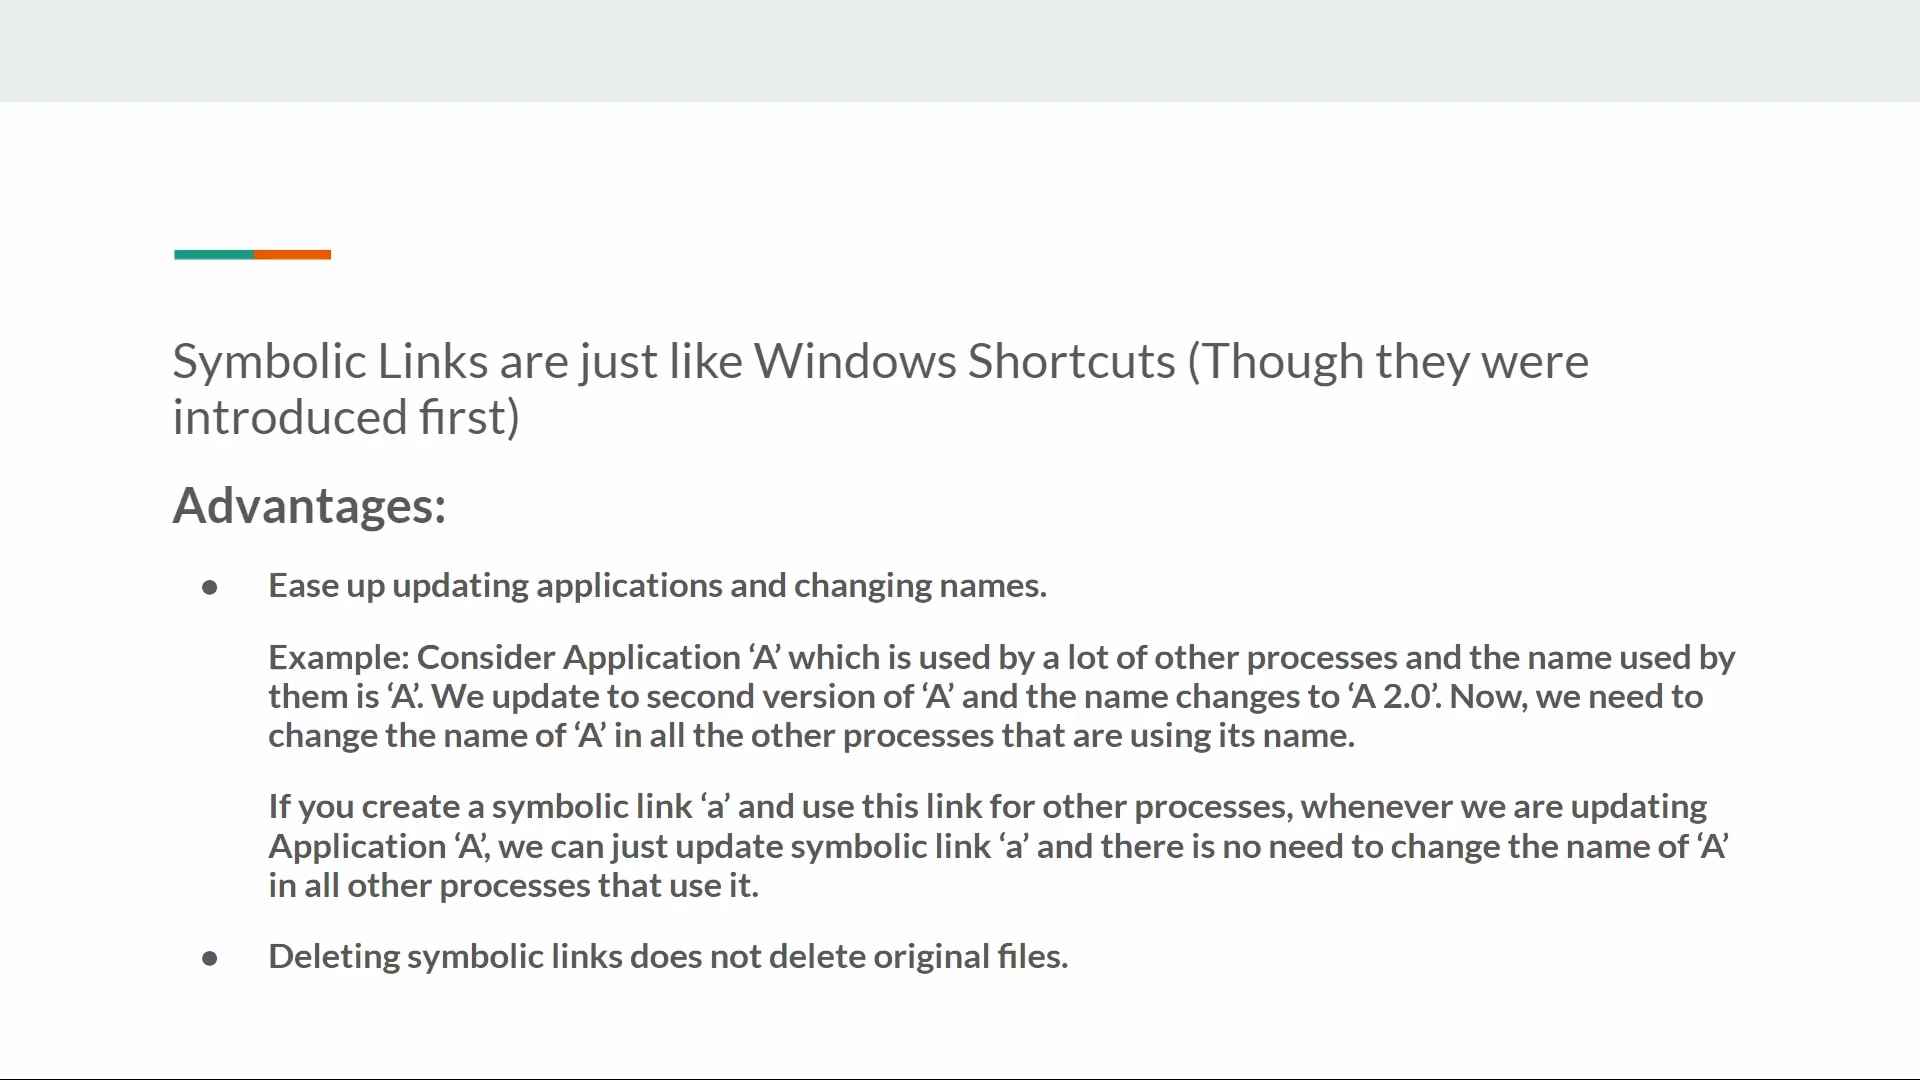 Symbolic Links are just like Windows Shortcuts (Though they were
introduced first)
Advantages:
● Ease up updating applications and changing names.
Example: Consider Application ‘A’ which is used by a lot of other processes and the name used by
them is ‘A’. We update to second version of ‘A’ and the name changes to ‘A 2.0’. Now, we need to
change the name of ‘A’ in all the other processes that are using its name.
If you create a symbolic link ‘a’ and use this link for other processes, whenever we are updating
Application ‘A’, we can just update symbolic link ‘a’ and there is no need to change the name of ‘A’
in all other processes that use it.
● Deleting symbolic links does not delete original files.